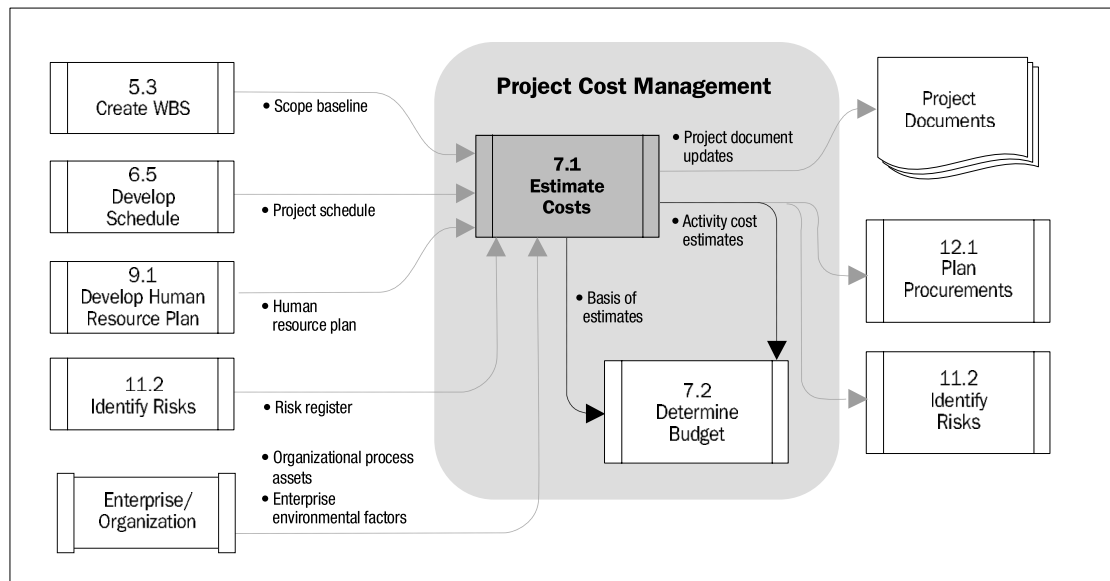 Project Cost Management
5.3
Create WBS
• Scope baseline
6.5
Develop
Schedule
• Project schedule
9.1
Develop Human
Resource Plan
• Human
resource plan
11.2
Identify Risks
• Risk register
Enterprise/
Organization
• Organizational process
assets
• Enterprise
environmental factors
7.1
Estimate
Costs
• Project document
updates
• Activity cost
estimates
• Basis of
estimates
7.2
Determine
Budget
Project
Documents
12.1
Plan
Procurements
11.2
Identify
Risks